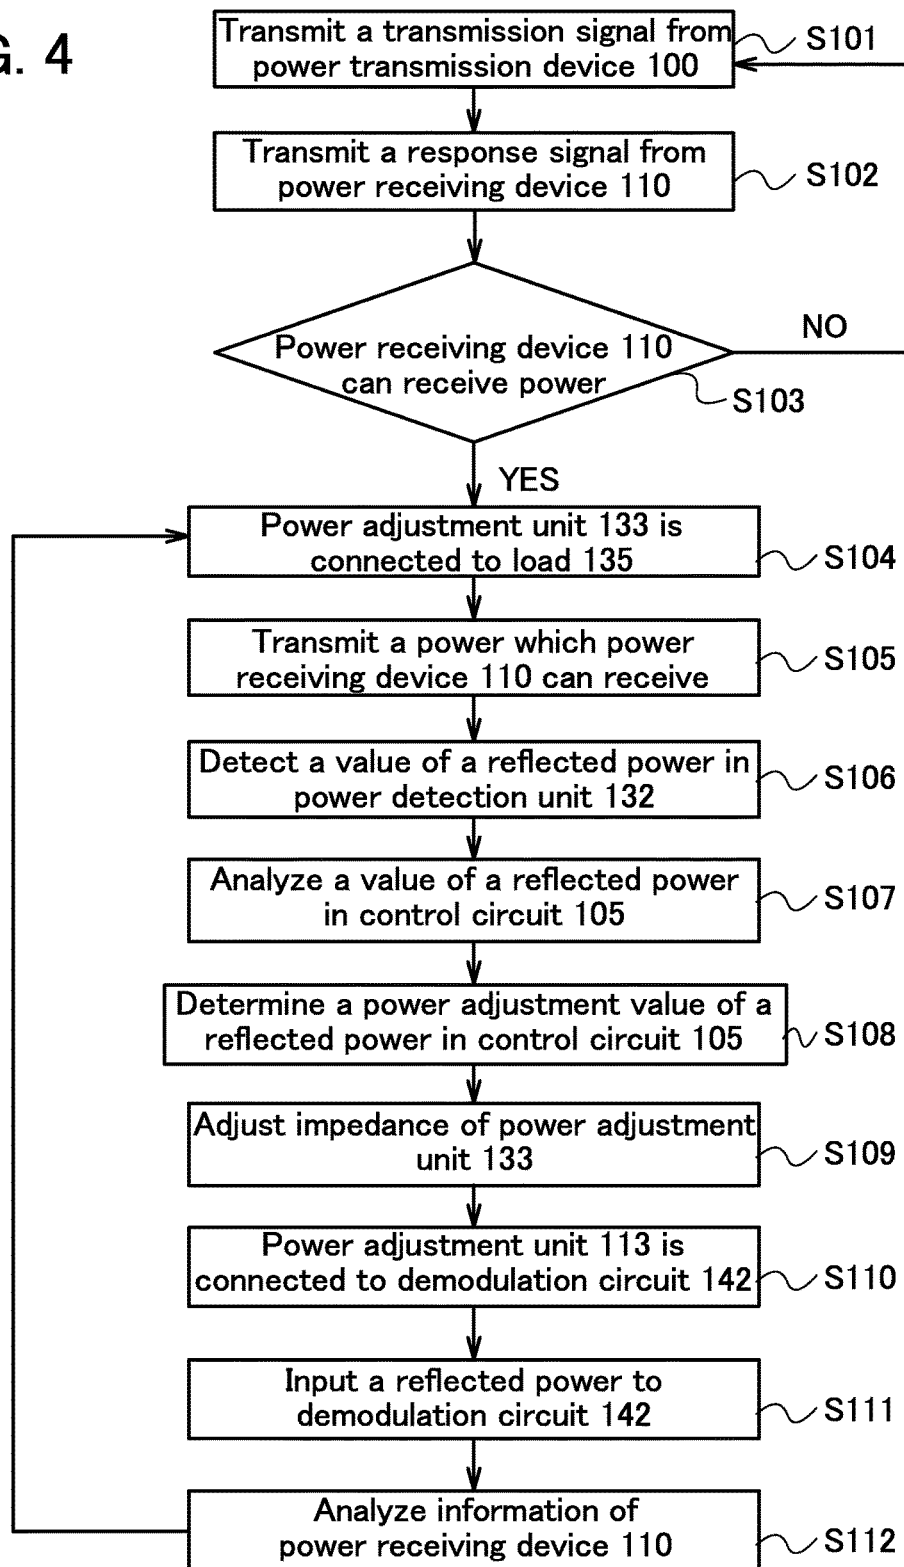 G. 4
Transmit a transmission signal from
power transmission device 100
S101
Transmit a response signal from
power receiving device 110
S102
Power receiving device 110
can receive power
NO
S103
YES
Power adjustment unit 133 is
connected to load 135
S104
Transmit a power which power
receiving device 110 can receive
S105
Detect a value of a reflected power in
power detection unit 132
S106
Analyze a value of a reflected power
in control circuit 105
S107
Determine a power adjustment value of a
reflected power in control circuit 105
S108
Adjust impedance of power adjustment
unit 133
S109
Power adjustment unit 113 is
connected to demodulation circuit 142
S110
Input a reflected power to
demodulation circuit 142
S111
Analyze information of
power receiving device 110
S112